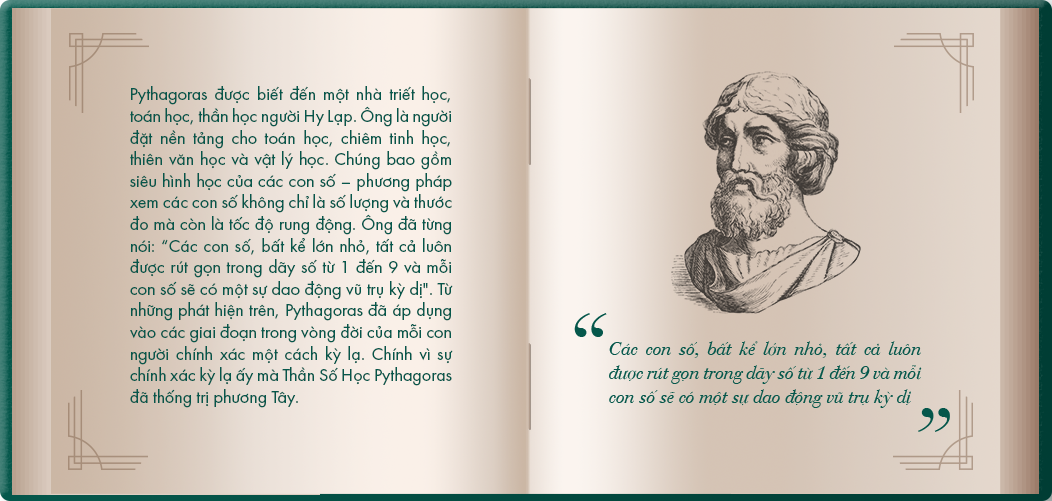 Pythagoras được biết đến một nhà triết học,
toán học, thần học người Hy Lạp. Ông là người
đặt nền tảng cho toán học, chiêm tinh học,
thiên văn học và vật lý học. Chúng bao gồm
siêu hình học của các con số – phương pháp
xem các con số không chỉ là số lượng và thước
đo mà còn là tốc độ rung động. Ông đã từng
nói: “Các con số, bất kể lớn nhỏ, tất cả luôn
được rút gọn trong dãy số từ 1 đến 9 và mỗi
con số sẽ có một sự dao động vũ trụ kỳ dị". Từ
những phát hiện trên, Pythagoras đã áp dụng
vào các giai đoạn trong vòng đời của mỗi con
người chính xác một cách kỳ lạ. Chính vì sự
chính xác kỳ lạ ấy mà Thần Số Học Pythagoras
đã thống trị phương Tây.
“Các con số, bất kể lớn nhỏ, tất cả luôn
được rút gọn trong dãy số từ 1 đến 9 và mỗi
con số sẽ có một sự dao động vũ trụ kỳ dị”